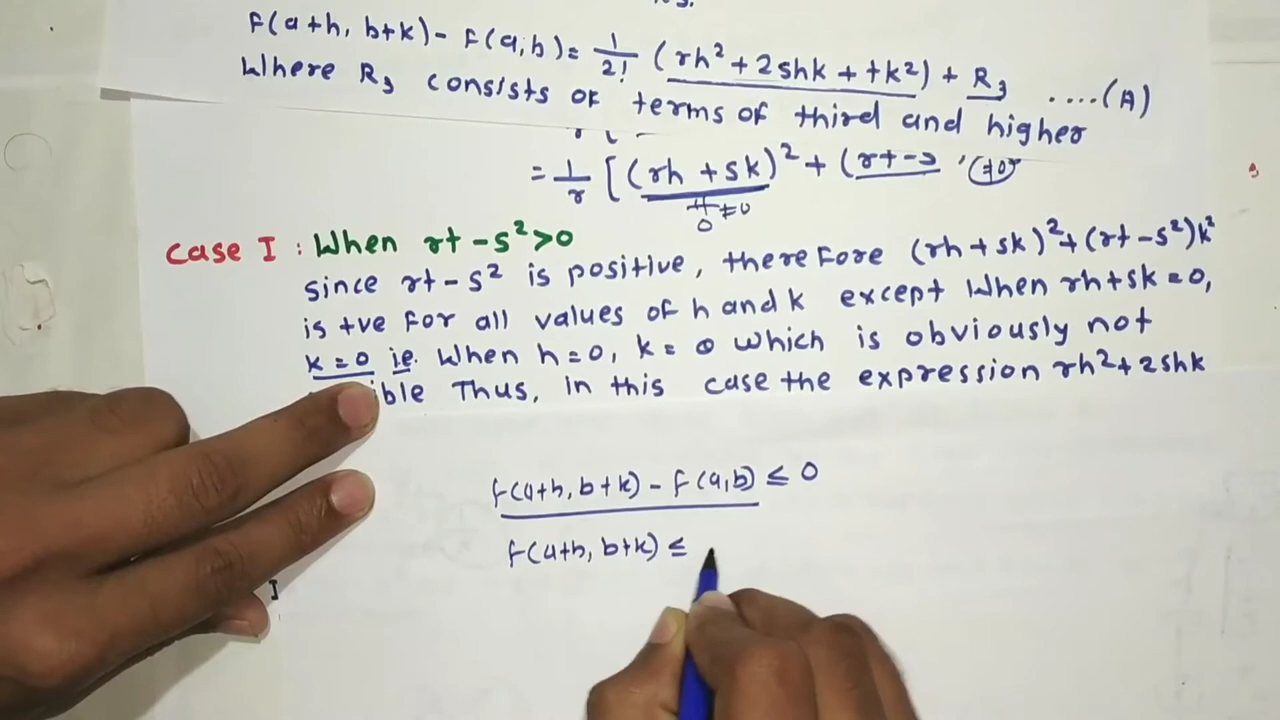 F(a+h, b+k) - F(a,b) = 1/2! (rh² + 2shk + tk²) + R₃ ....(A)
Where R₃ consists of terms of third and higher
= 1/r [(rh + sk)² + (rt - s
≠0
0
Case I : When rt - s² > 0
since rt - s² is positive, therefore (rh + sk)² + (rt - s²)k²
is +ve for all values of h and k except when rh + sk = 0,
k = 0 i.e. When h = 0, k = 0 which is obviously not
ible Thus, in this case the expression rh² + 2shk
F(a+h, b+k) - F(a,b) ≤ 0
F(a+h, b+k) ≤
I